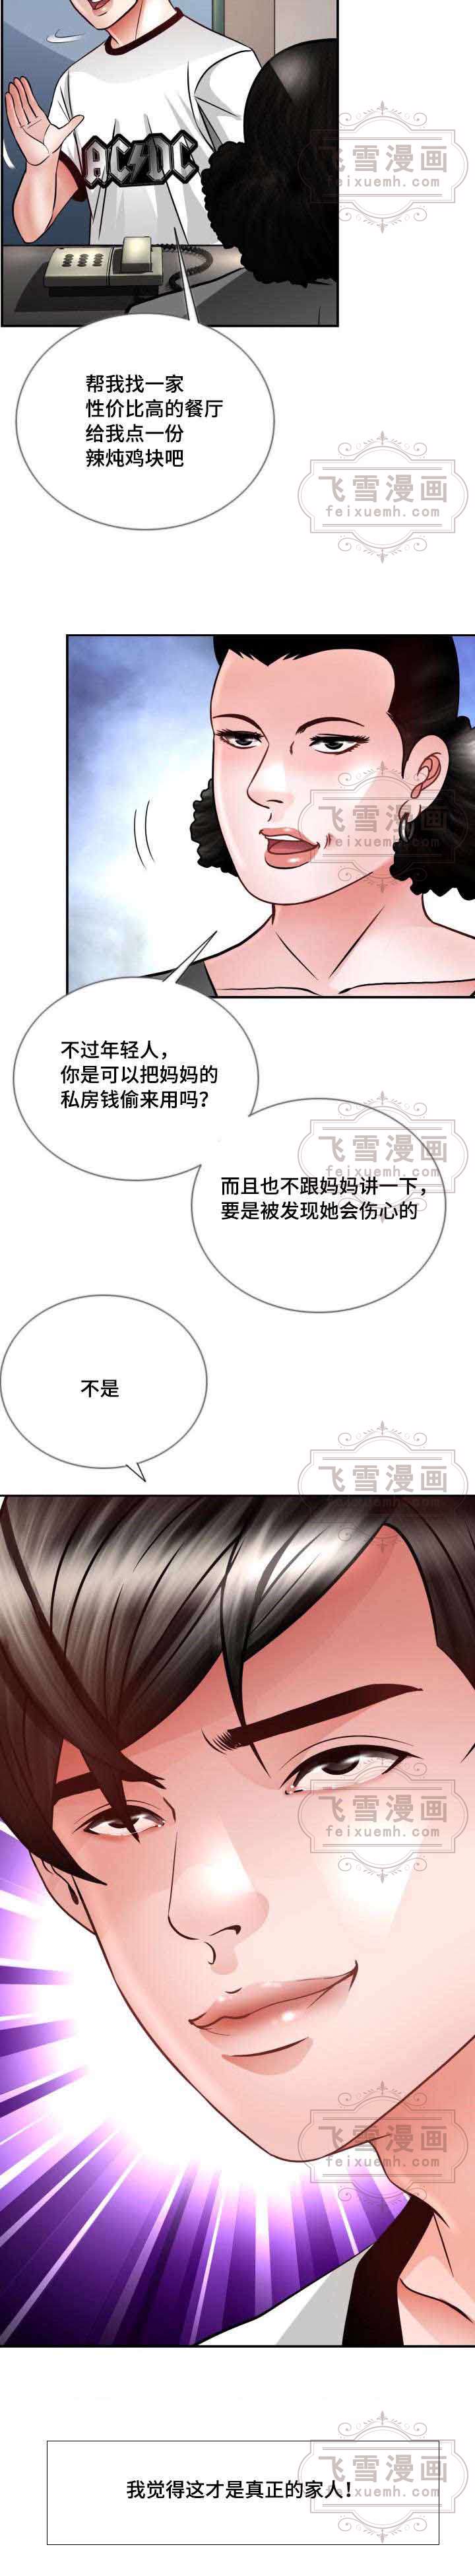 AC/DC
飞雪漫画
feixuemh.com
帮我找一家
性价比高的餐厅
给我点一份
辣炖鸡块吧
飞雪漫画
feixuemh.com
飞雪漫画
feixuemh.com
不过年轻人，
你是可以把妈妈的
私房钱偷来用吗？
飞雪漫画
feixuemh.com
而且也不跟妈妈讲一下，
要是被发现她会伤心的
不是
飞雪漫画
feixuemh.com
飞雪漫画
feixuemh.com
飞雪漫画
feixuemh.com
飞雪漫画
feixuemh.com
我觉得这才是真正的家人！